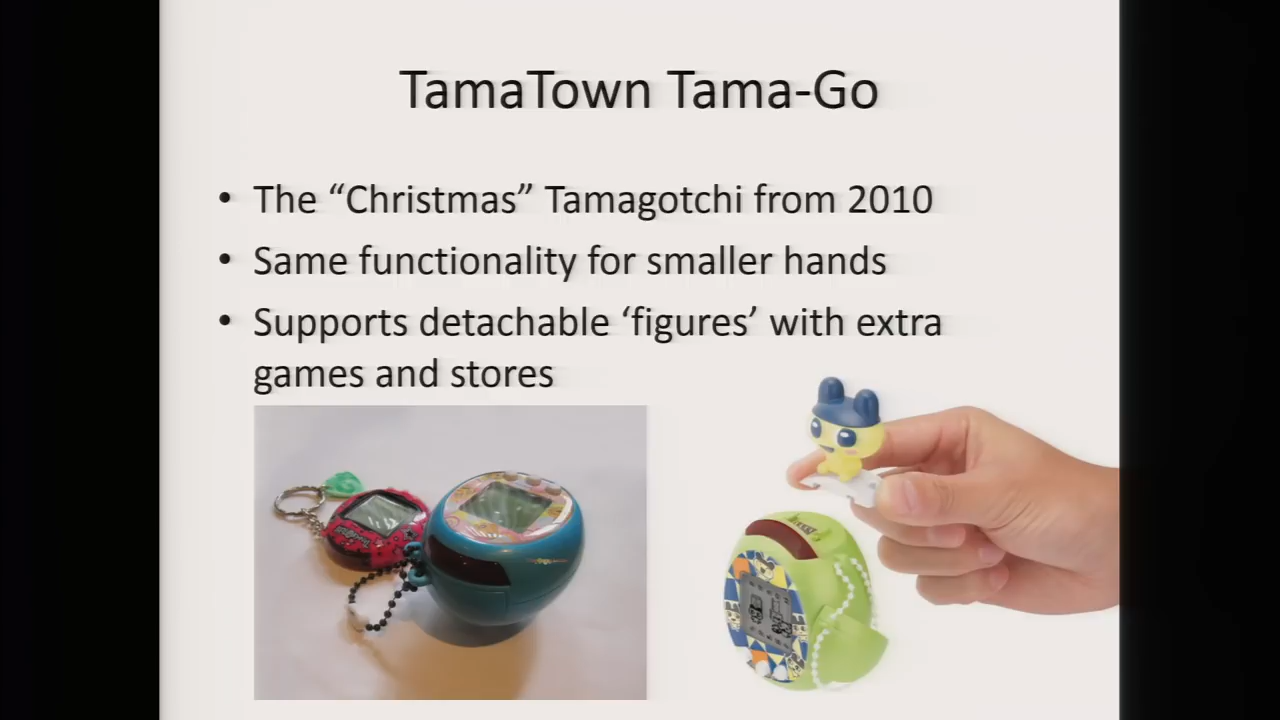 TamaTown Tama-Go
• The “Christmas” Tamagotchi from 2010
• Same functionality for smaller hands
• Supports detachable ‘figures’ with extra
games and stores